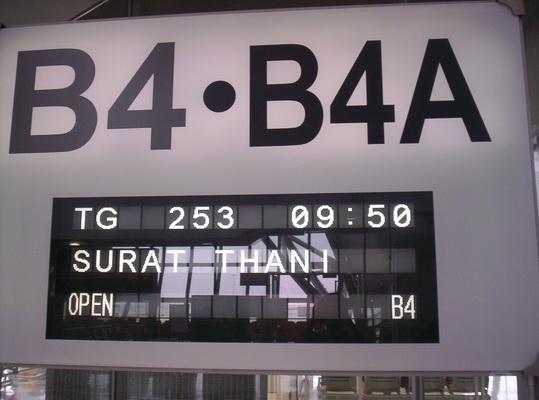 B4•B4A
TG 253 09:50
SURAT THANI
OPEN B4